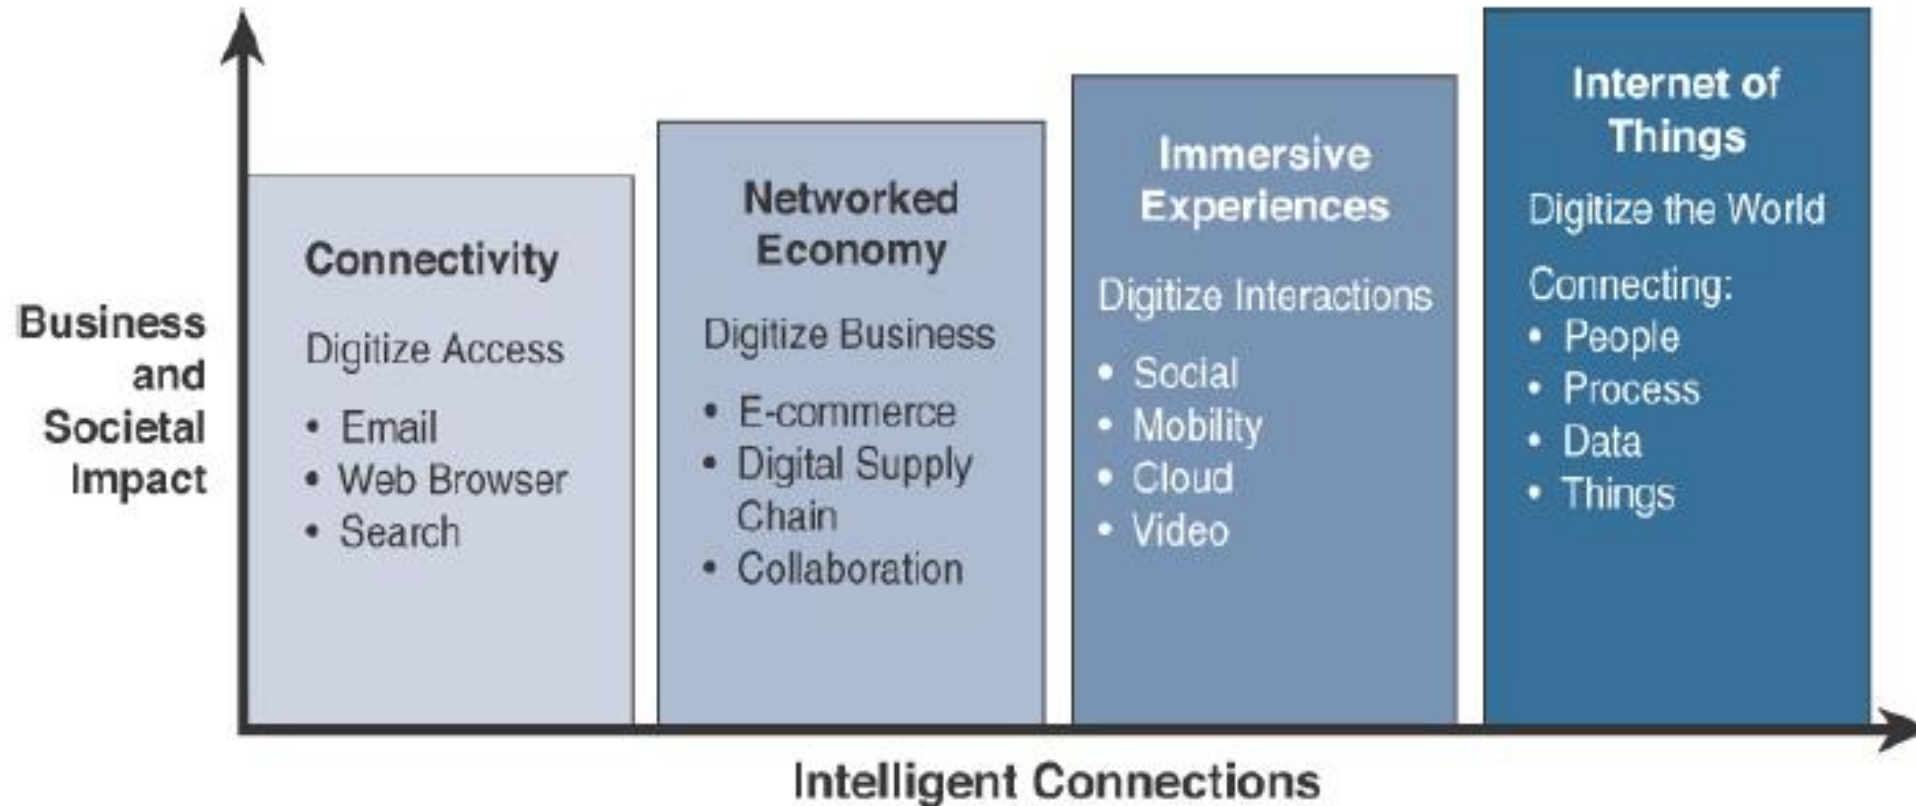 Business
and
Societal
Impact
Connectivity
Digitize Access
• Email
• Web Browser
• Search
Networked
Economy
Digitize Business
• E-commerce
• Digital Supply
Chain
• Collaboration
Immersive
Experiences
Digitize Interactions
• Social
• Mobility
• Cloud
• Video
Internet of
Things
Digitize the World
Connecting:
• People
• Process
• Data
• Things
Intelligent Connections